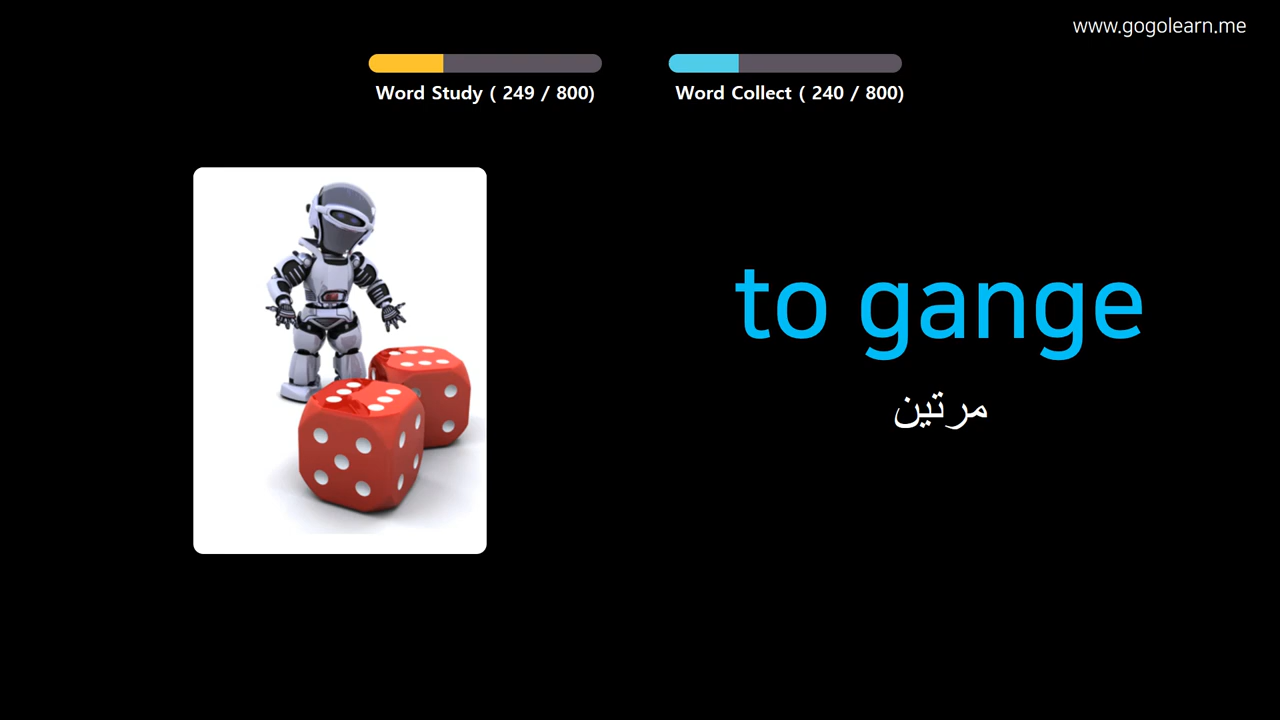 www.gogolearn.me
Word Study ( 249 / 800)
Word Collect ( 240 / 800)
to gange
مرتين